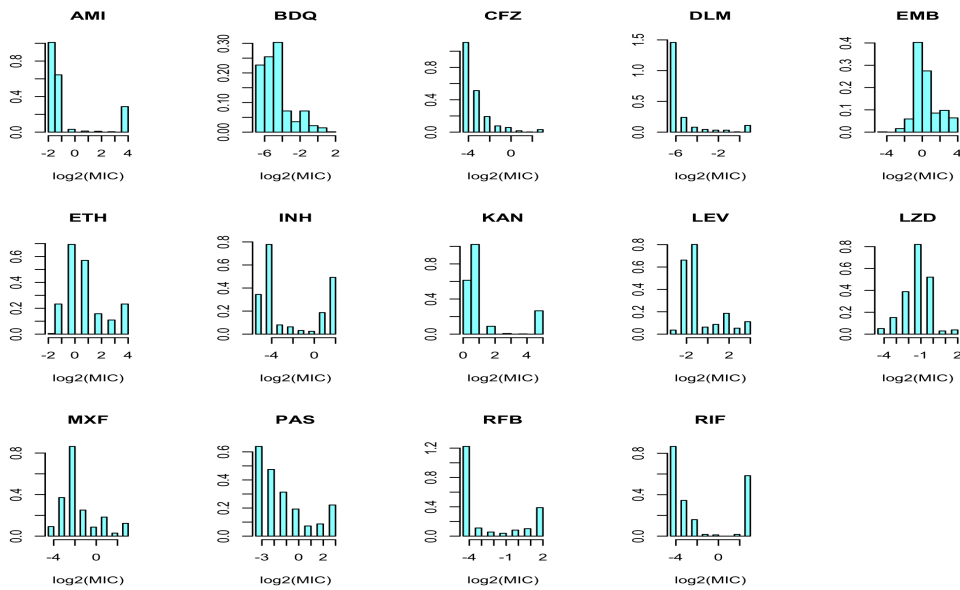 AMI BDQ CFZ DLM EMB
0.0 0.4 0.8
-2 0 2 4
log2(MIC)
0.00 0.10 0.20 0.30
-6 -4 -2 2
log2(MIC)
0.0 0.4 0.8
-4 0
log2(MIC)
0.0 0.5 1.0 1.5
-6 -2
log2(MIC)
0.0 0.1 0.2 0.3 0.4
-4 0 4
log2(MIC)
ETH INH KAN LEV LZD
0.0 0.2 0.4 0.6
-2 0 2 4
log2(MIC)
0.0 0.2 0.4 0.6 0.8
-4 0
log2(MIC)
0.0 0.4 0.8
0 2 4
log2(MIC)
0.0 0.2 0.4 0.6 0.8
-2 2
log2(MIC)
0.0 0.2 0.4 0.6 0.8
-4 -1 2
log2(MIC)
MXF PAS RFB RIF
0.0 0.4 0.8
-4 0
log2(MIC)
0.0 0.2 0.4 0.6
-3 0 2
log2(MIC)
0.0 0.4 0.8 1.2
-4 -1 2
log2(MIC)
0.0 0.4 0.8
-4 0
log2(MIC)